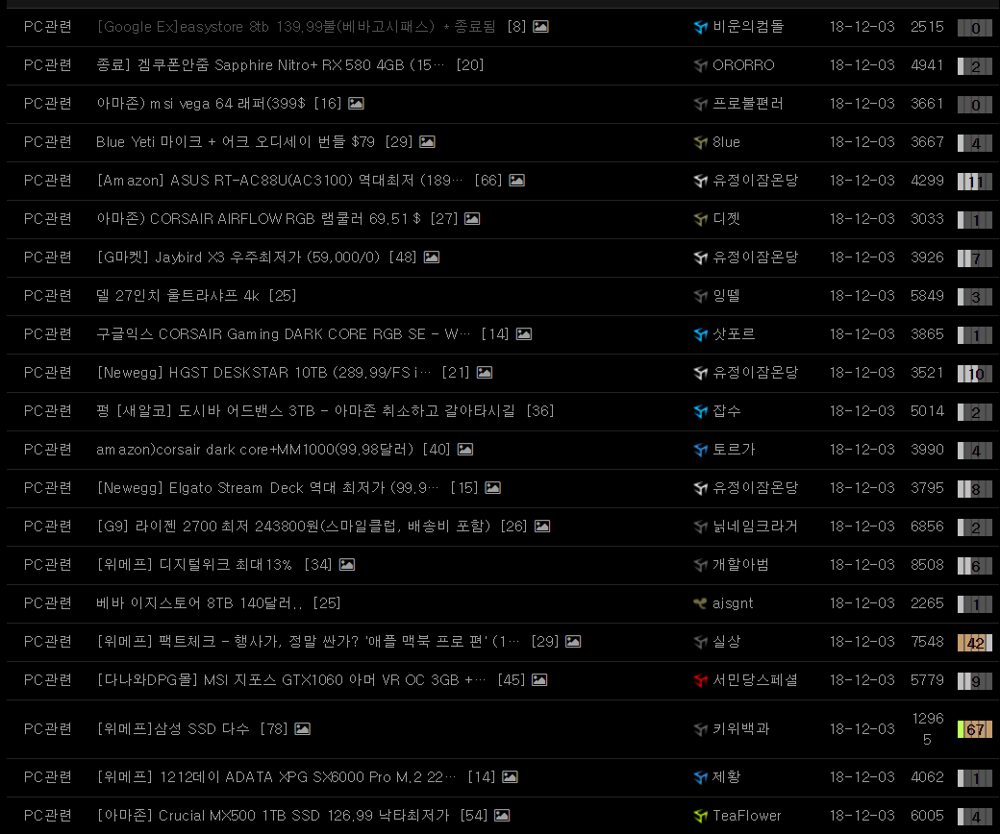 PC관련 [Google Ex]easystore 8tb 139.99불(베바고시패스) * 종료됨 [8] 비운의컴돌 18-12-03 2515 0
PC관련 종료] 겜쿠폰안줌 Sapphire Nitro+ RX 580 4GB (15… [20] ORORRO 18-12-03 4941 2
PC관련 아마존) msi vega 64 래퍼(399$ [16] 프로불편러 18-12-03 3661 0
PC관련 Blue Yeti 마이크 + 어크 오디세이 번들 $79 [29] 8lue 18-12-03 3667 4
PC관련 [Amazon] ASUS RT-AC88U(AC3100) 역대최저 (189… [66] 유정이잠온당 18-12-03 4299 11
PC관련 아마존) CORSAIR AIRFLOW RGB 램쿨러 69.51 $ [27] 디젯 18-12-03 3033 1
PC관련 [G마켓] Jaybird X3 우주최저가 (59,000/0) [48] 유정이잠온당 18-12-03 3926 7
PC관련 델 27인치 울트라샤프 4k [25] 잉뗄 18-12-03 5849 3
PC관련 구글익스 CORSAIR Gaming DARK CORE RGB SE - W… [14] 삿포르 18-12-03 3865 1
PC관련 [Newegg] HGST DESKSTAR 10TB (289.99/FS i… [21] 유정이잠온당 18-12-03 3521 10
PC관련 펑 [새알코] 도시바 어드밴스 3TB - 아마존 취소하고 갈아타시길 [36] 잡수 18-12-03 5014 2
PC관련 amazon)corsair dark core+MM1000(99.98달러) [40] 토르가 18-12-03 3990 4
PC관련 [Newegg] Elgato Stream Deck 역대 최저가 (99.9… [15] 유정이잠온당 18-12-03 3795 8
PC관련 [G9] 라이젠 2700 최저 243800원(스마일클럽, 배송비 포함) [26] 닑네임크라거 18-12-03 6856 2
PC관련 [위메프] 디지털위크 최대13% [34] 개할아범 18-12-03 8508 6
PC관련 베바 이지스토어 8TB 140달러.. [25] aisgnt 18-12-03 2265 1
PC관련 [위메프] 팩트체크 - 행사가, 정말 싼가? '애플 맥북 프로 편' (1… [29] 실상 18-12-03 7548 42
PC관련 [다나와DPG몰] MSI 지포스 GTX1060 아머 VR OC 3GB +… [45] 서민당스페셜 18-12-03 5779 9
PC관련 [위메프]삼성 SSD 다수 [78] 키위백과 18-12-03 12965 67
PC관련 [위메프] 1212데이 ADATA XPG SX6000 Pro M.2 22… [14] 제황 18-12-03 4062 1
PC관련 [아마존] Crucial MX500 1TB SSD 126.99 낙타최저가 [54] TeaFlower 18-12-03 6005 4